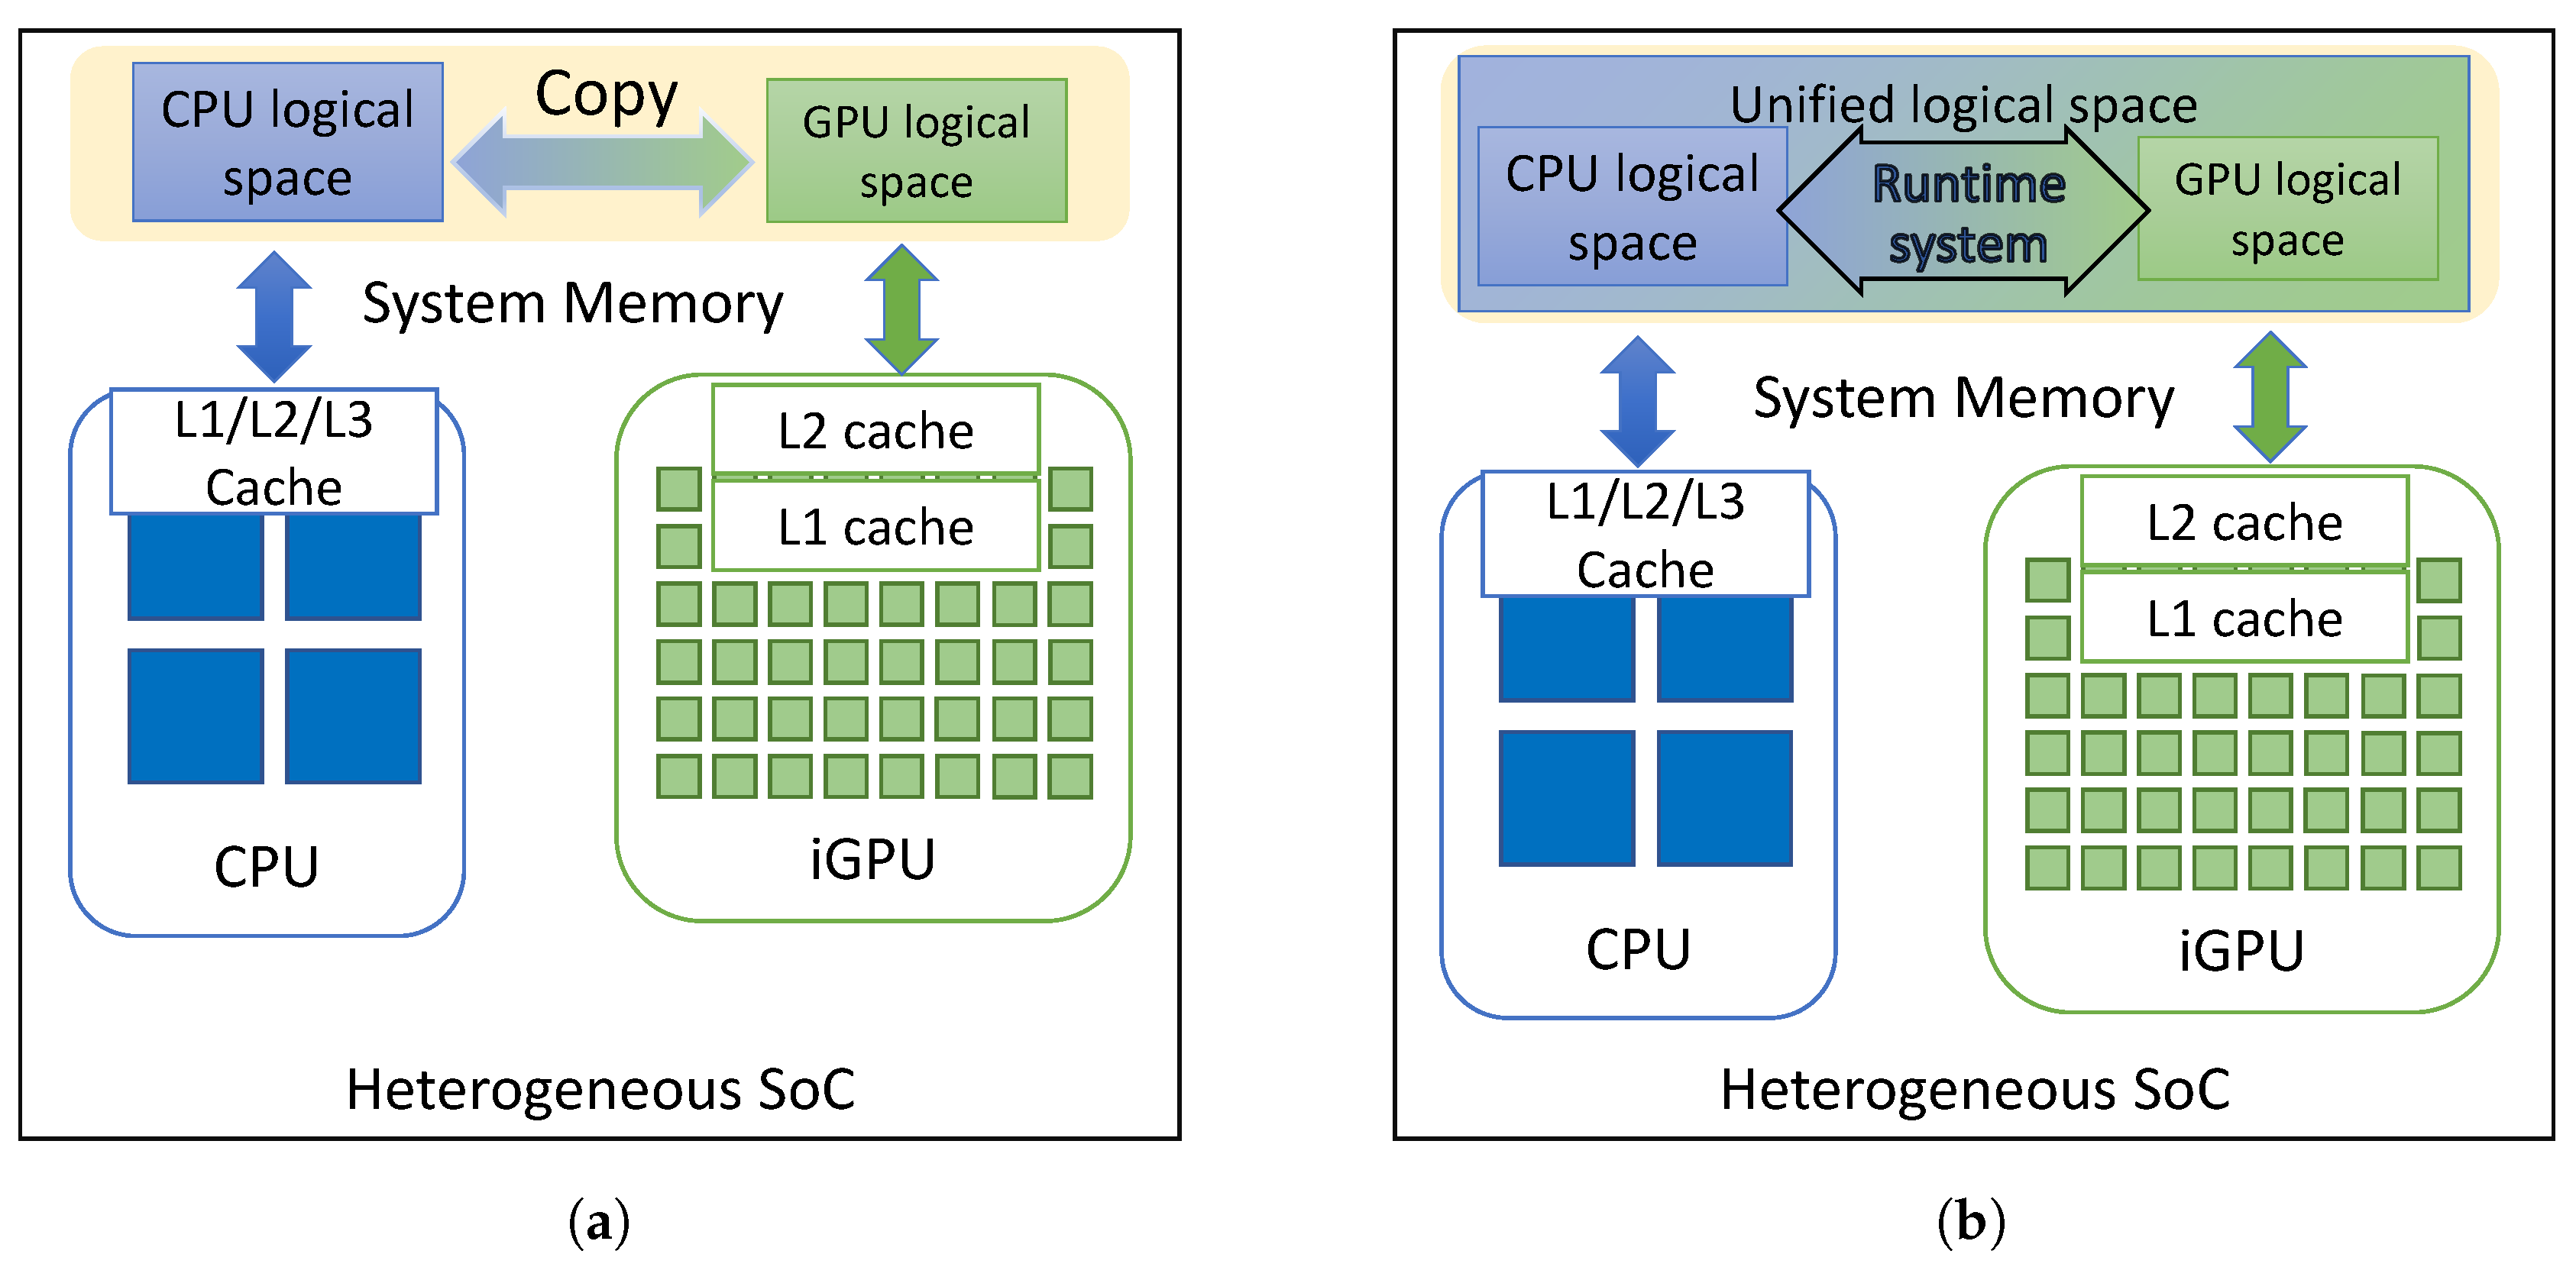 Copy
CPU logical
space
GPU logical
space
System Memory
L1/L2/L3
Cache
L2 cache
L1 cache
CPU
iGPU
Heterogeneous SoC
(a)
Unified logical space
CPU logical
space
Runtime
system
GPU logical
space
System Memory
L1/L2/L3
Cache
L2 cache
L1 cache
CPU
iGPU
Heterogeneous SoC
(b)